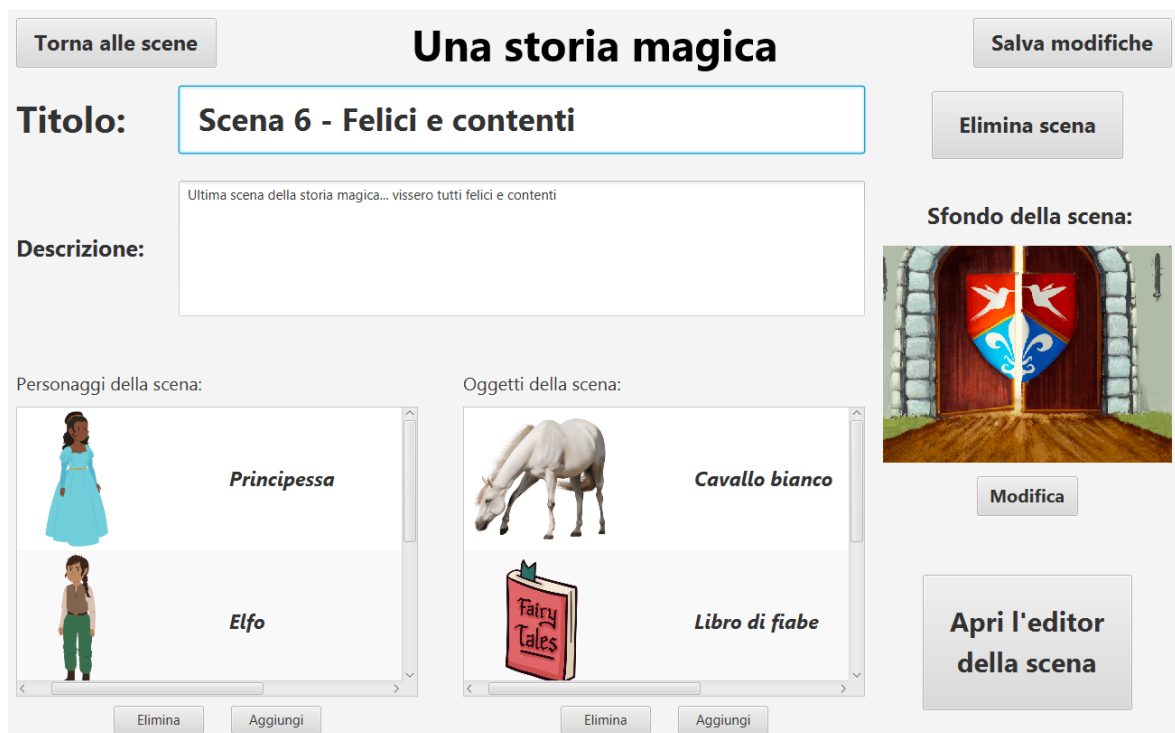 Torna alle scene
Una storia magica
Salva modifiche
Titolo:
Scena 6 - Felici e contenti
Elimina scena
Descrizione:
Ultima scena della storia magica... vissero tutti felici e contenti
Sfondo della scena:
Modifica
Personaggi della scena:
Principessa
Elfo
Elimina
Aggiungi
Oggetti della scena:
Cavallo bianco
Fairy
Tales
Libro di fiabe
Elimina
Aggiungi
Apri l'editor
della scena